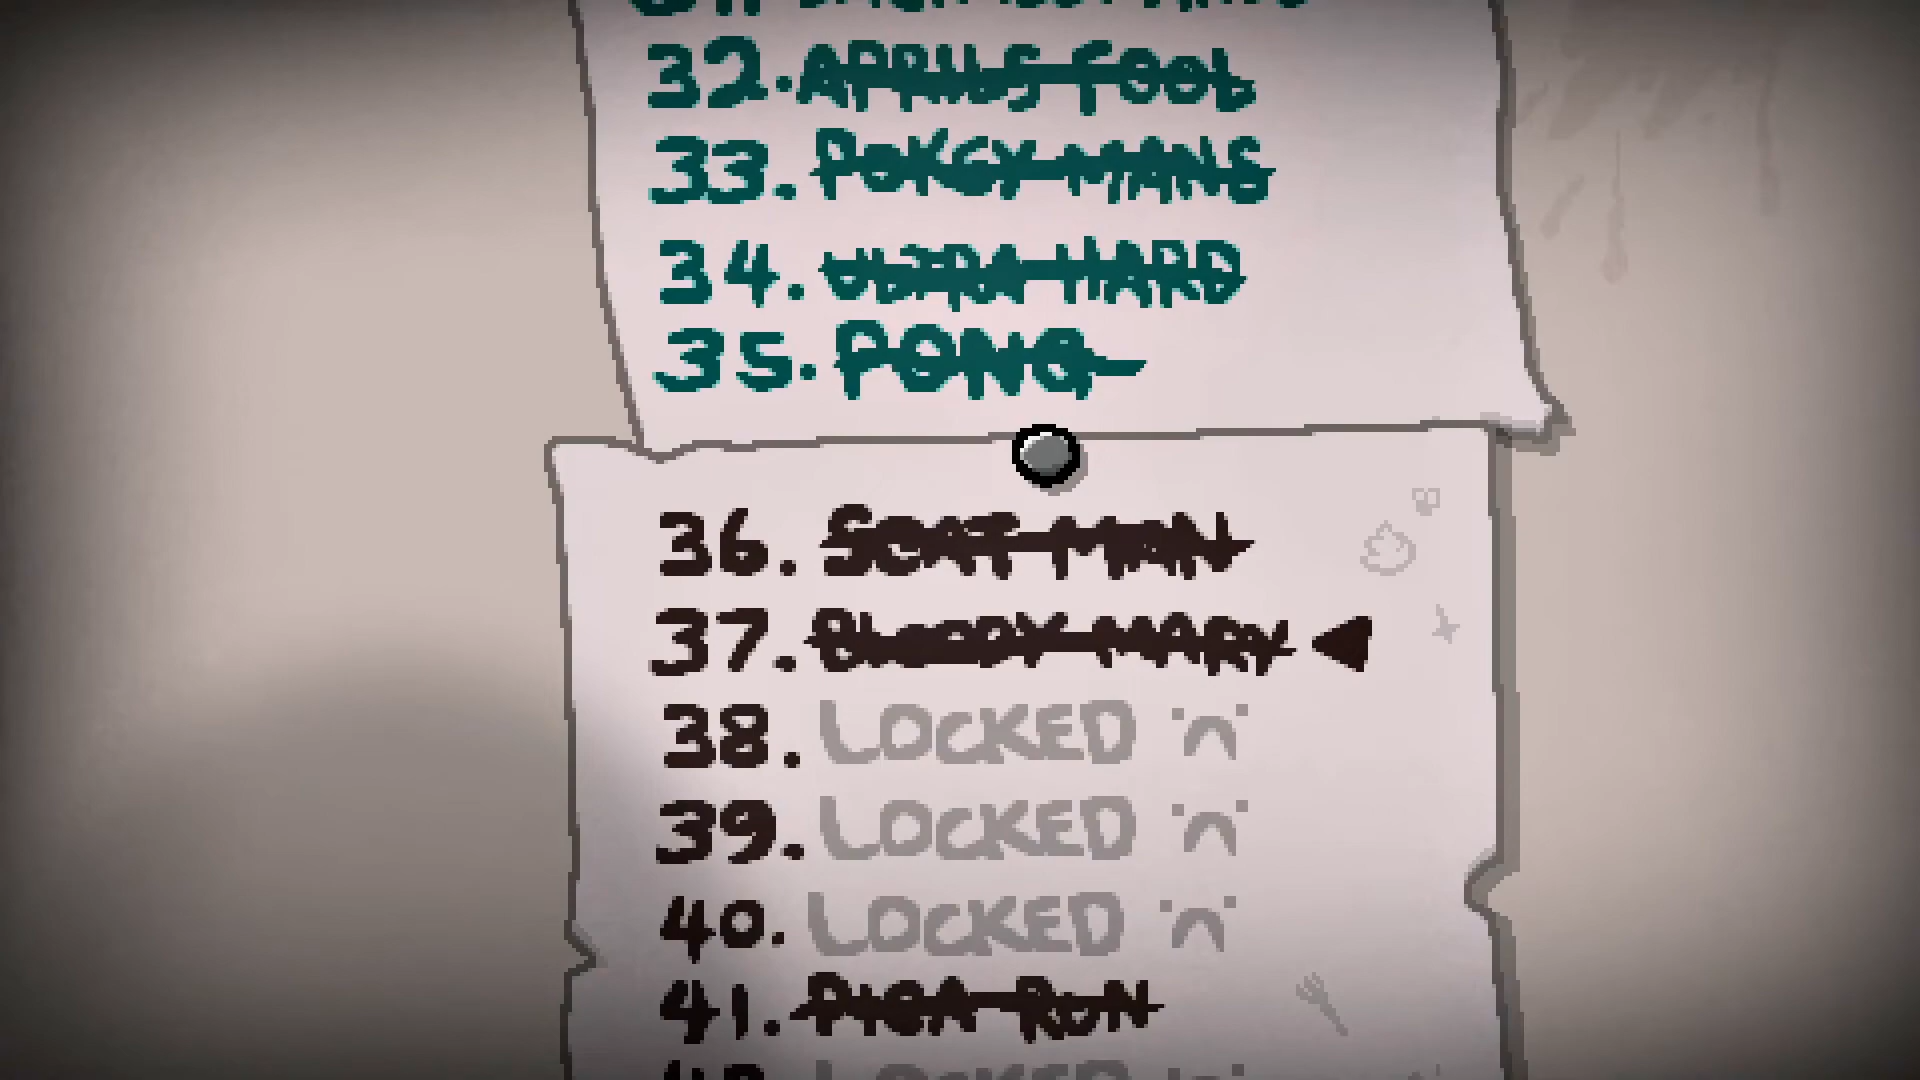 32. APRILS FOOL
33. POKEY MANS
34. ULTRA HARD
35. PONG
36. SCAT MAN
37. BLOODY MARY
38. LOCKED
39. LOCKED
40. LOCKED
41. PICA RUN
LOCKED